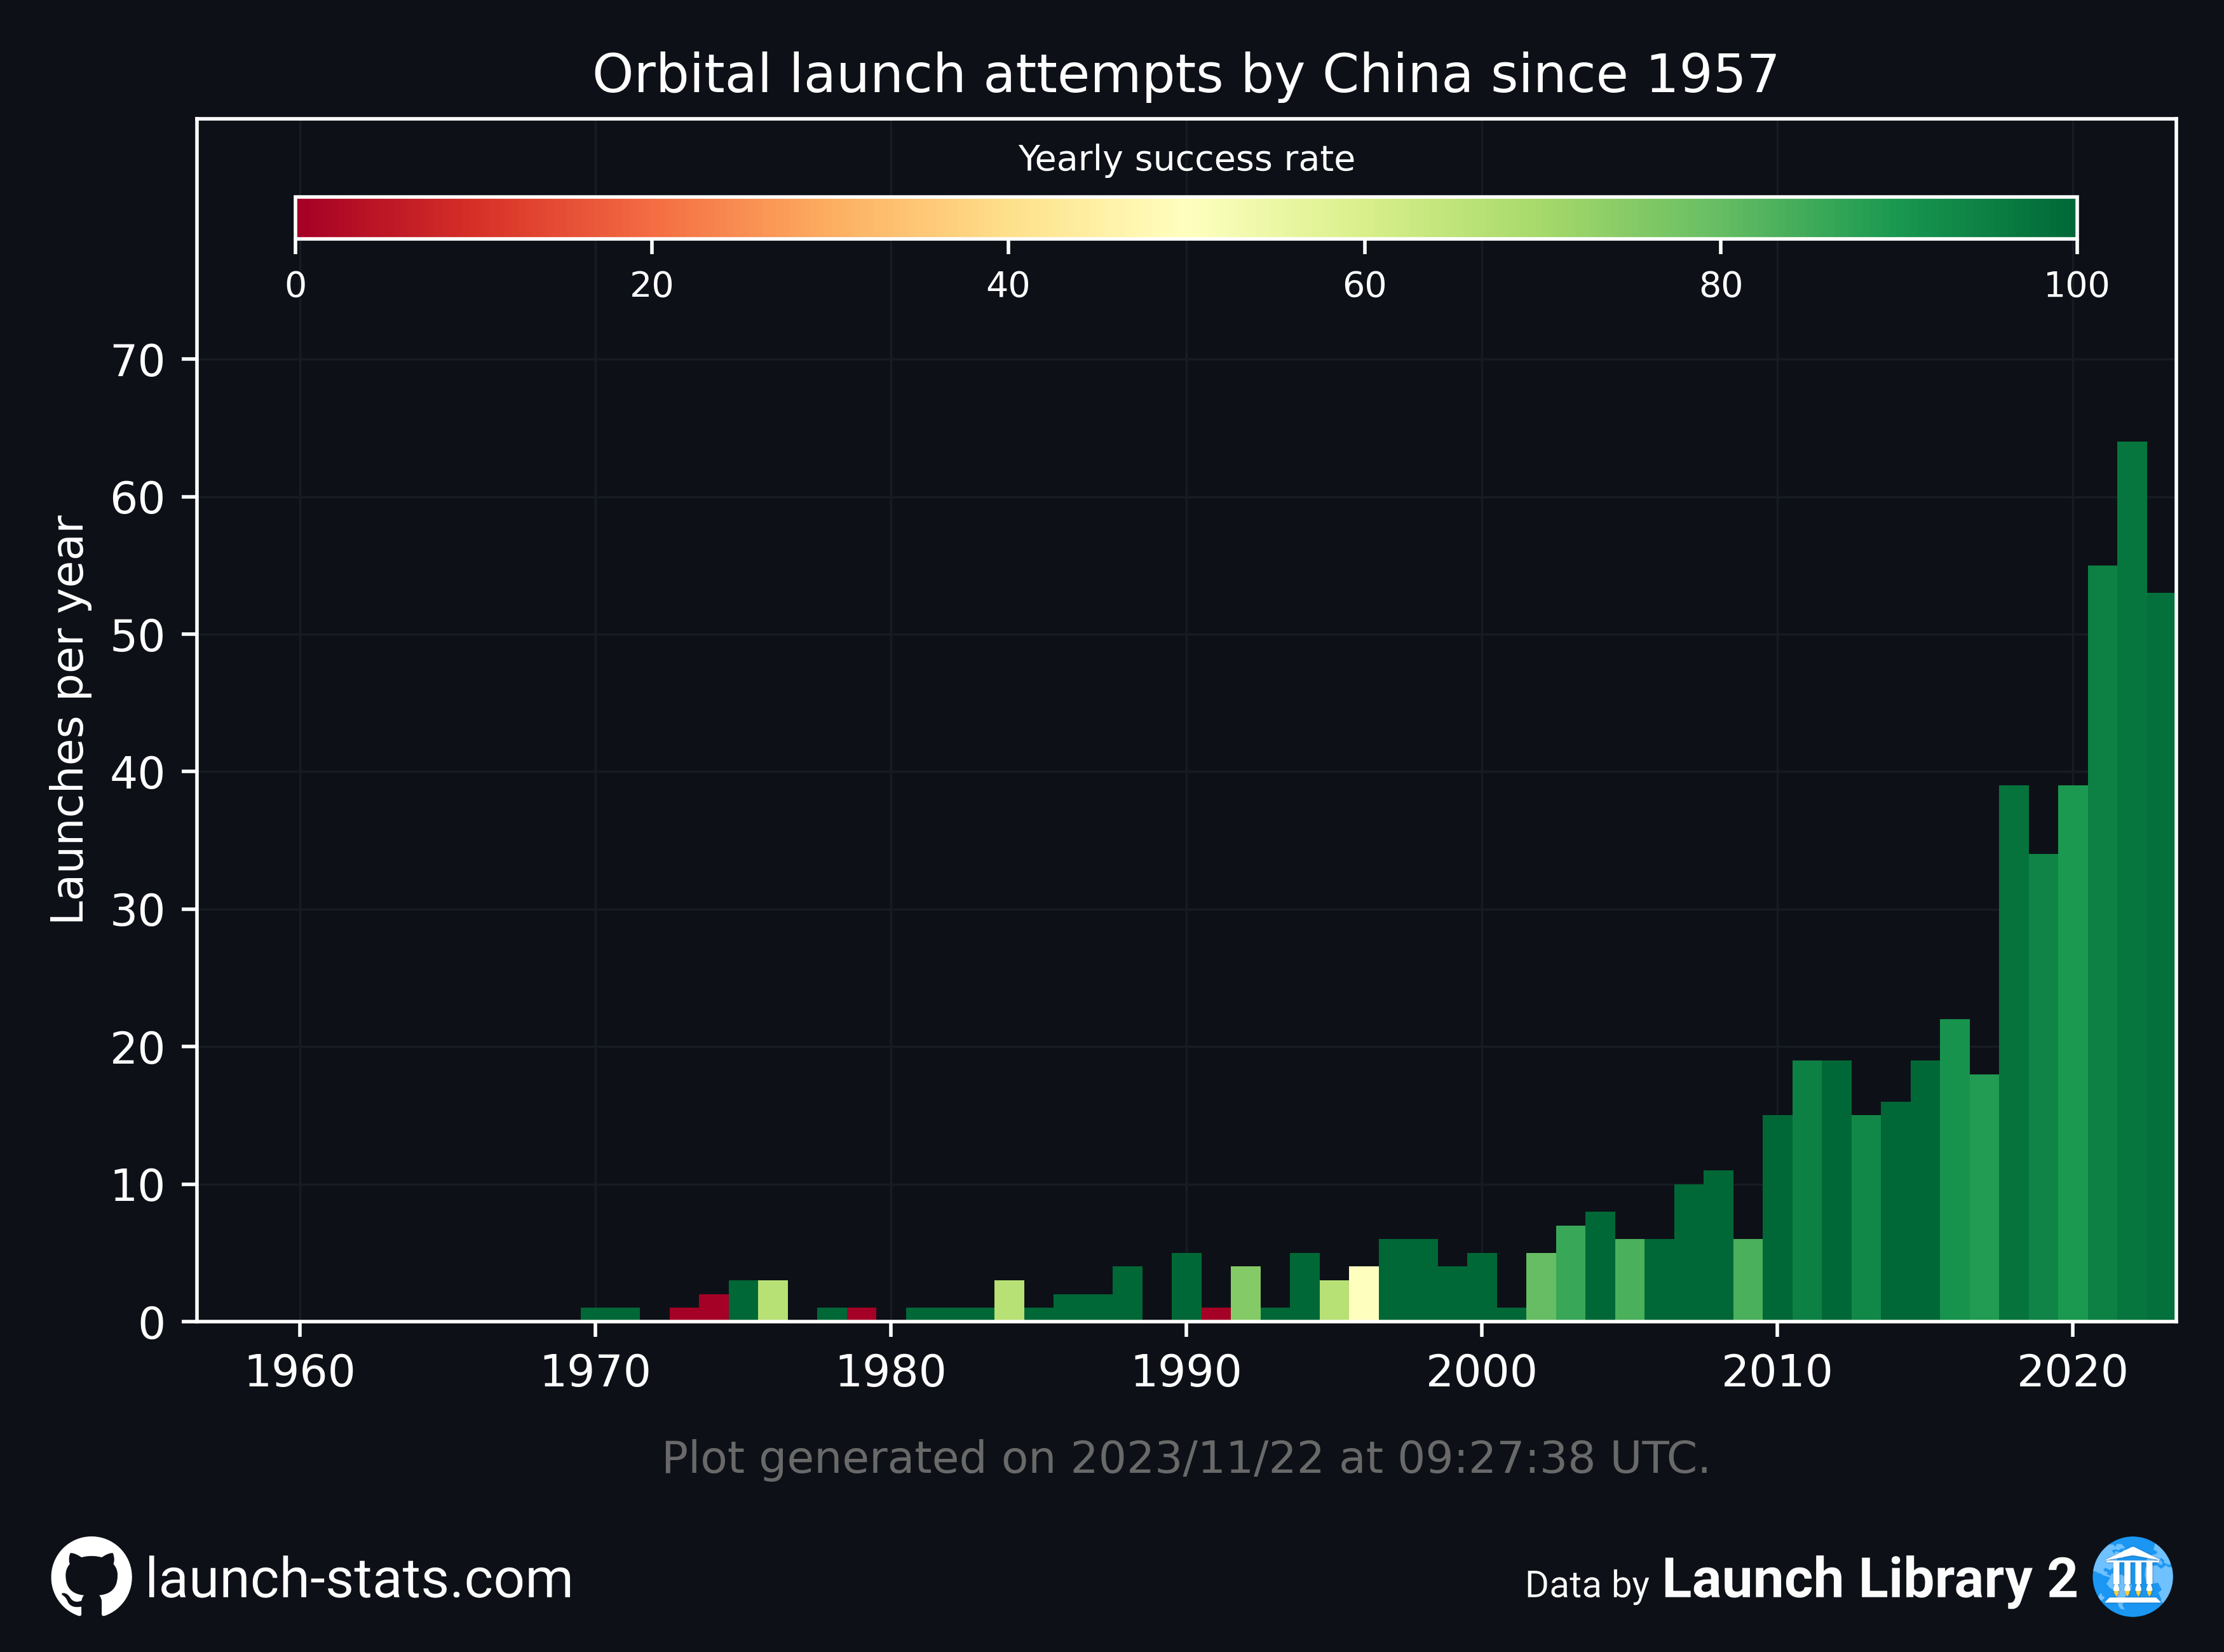 Orbital launch attempts by China since 1957
Yearly success rate
0 20 40 60 80 100
70
60
50
40
30
20
10
0
Launches per year
1960 1970 1980 1990 2000 2010 2020
Plot generated on 2023/11/22 at 09:27:38 UTC.
launch-stats.com
Data by Launch Library 2